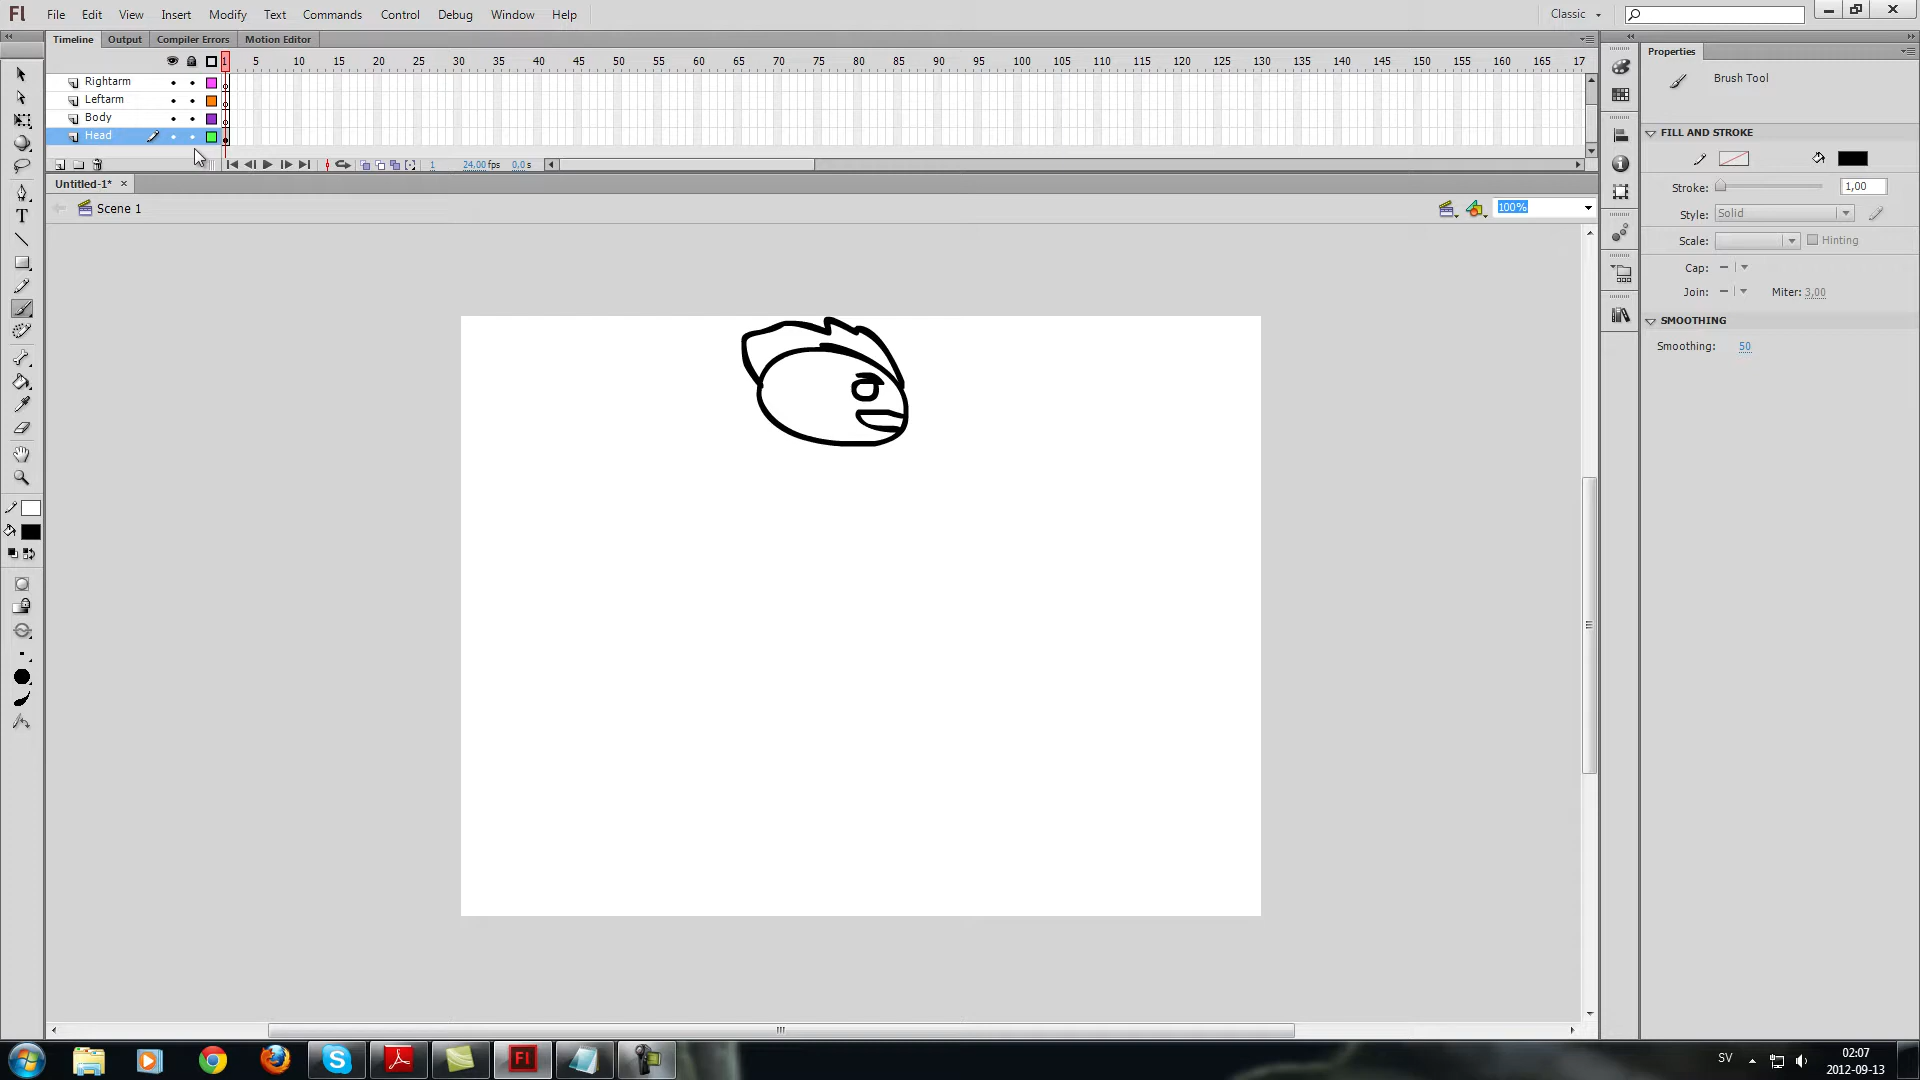 Fl File Edit View Insert Modify Text Commands Control Debug Window Help Classic
Timeline Output Compiler Errors Motion Editor
Properties
1 5 10 15 20 25 30 35 40 45 50 55 60 65 70 75 80 85 90 95 100 105 110 115 120 125 130 135 140 145 150 155 160 165 17
Brush Tool
Rightarm
Leftarm
Body
Head
FILL AND STROKE
1 24,00 fps 0,0 s
Untitled-1*
Stroke: 1,00
Scene 1
100%
Style: Solid
Scale: Hinting
Cap:
Join: Miter: 3,00
SMOOTHING
Smoothing: 50
Fl
SV
02:07
2012-09-13